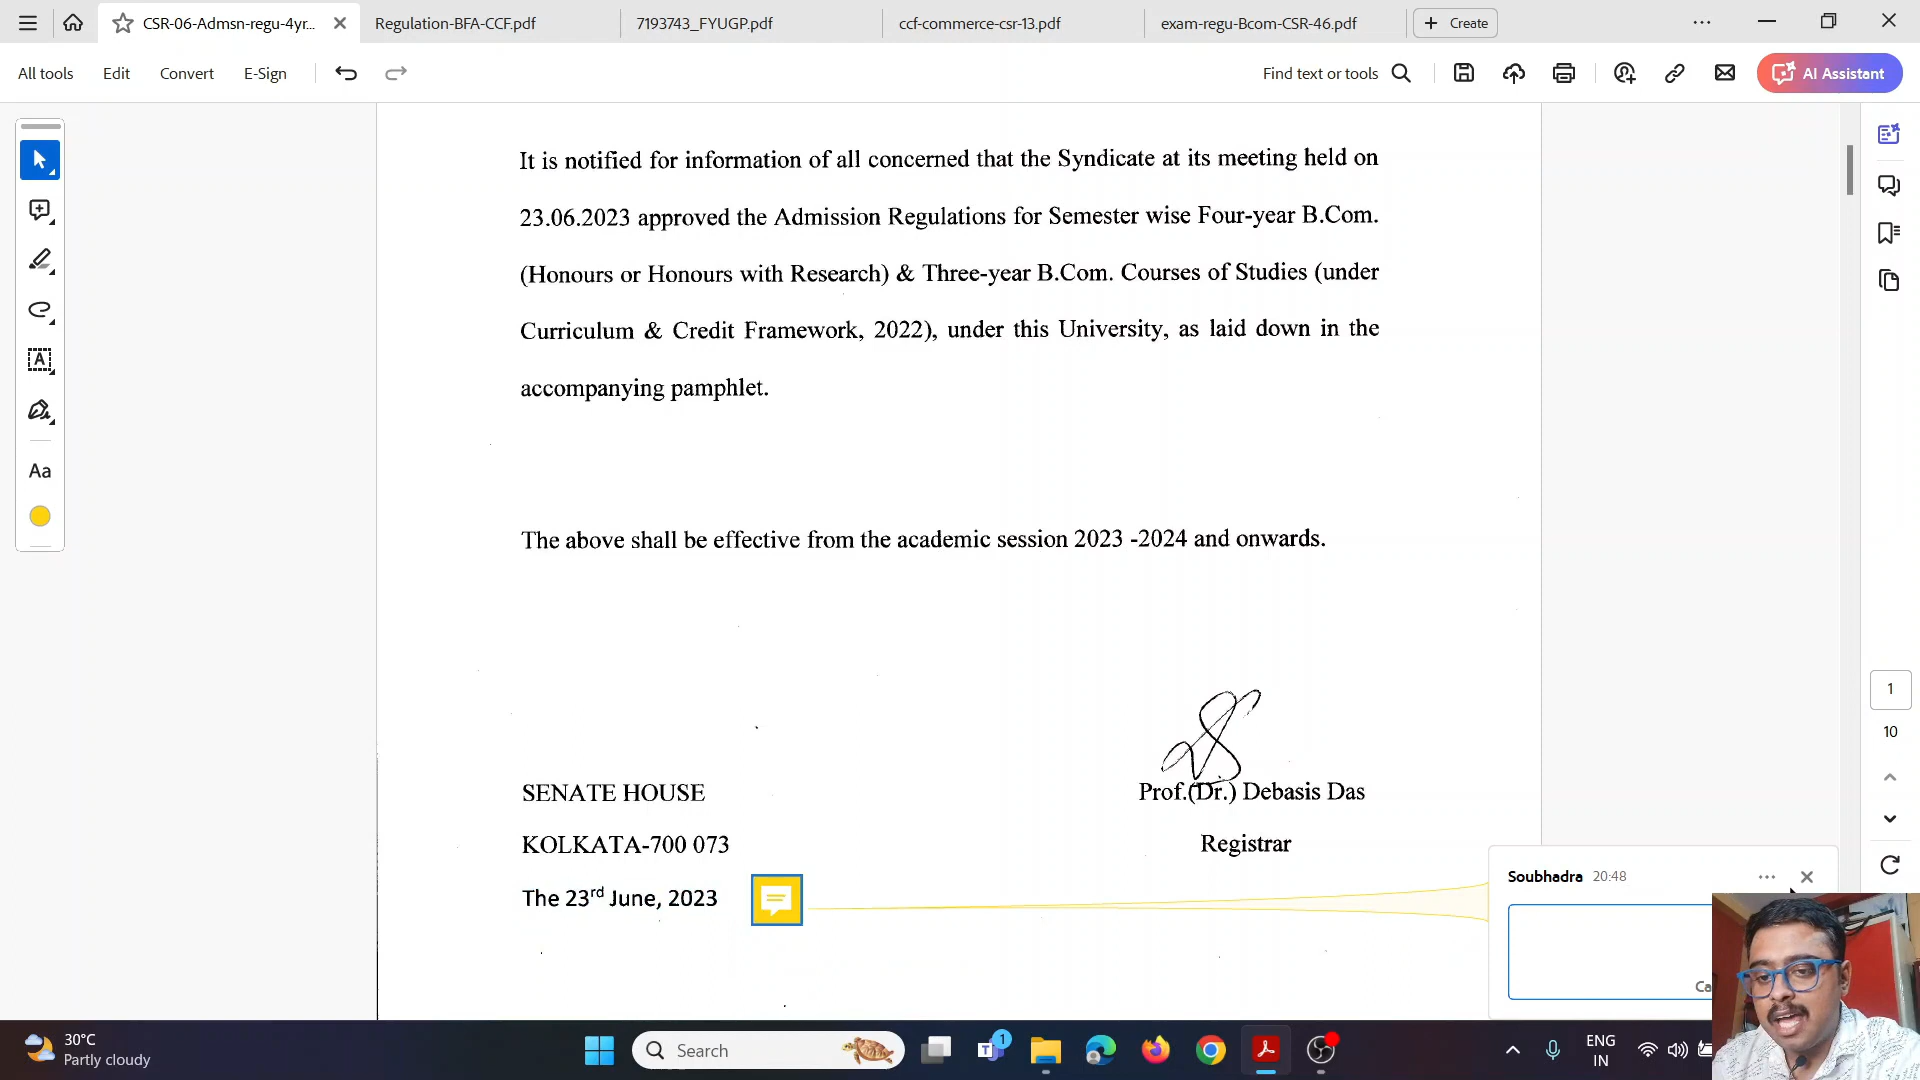 CSR-06-Admsn-regu-4yr...
Regulation-BFA-CCF.pdf
7193743_FYUGP.pdf
ccf-commerce-csr-13.pdf
exam-regu-Bcom-CSR-46.pdf
Create
All tools
Edit
Convert
E-Sign
Find text or tools
AI Assistant
It is notified for information of all concerned that the Syndicate at its meeting held on
23.06.2023 approved the Admission Regulations for Semester wise Four-year B.Com.
(Honours or Honours with Research) & Three-year B.Com. Courses of Studies (under
Curriculum & Credit Framework, 2022), under this University, as laid down in the
accompanying pamphlet.
The above shall be effective from the academic session 2023 -2024 and onwards.
SENATE HOUSE
KOLKATA-700 073
The 23rd June, 2023
Prof.(Dr.) Debasis Das
Registrar
Aa
1
10
Soubhadra 20:48
Ca
30°C
Partly cloudy
Search
1
ENG
IN